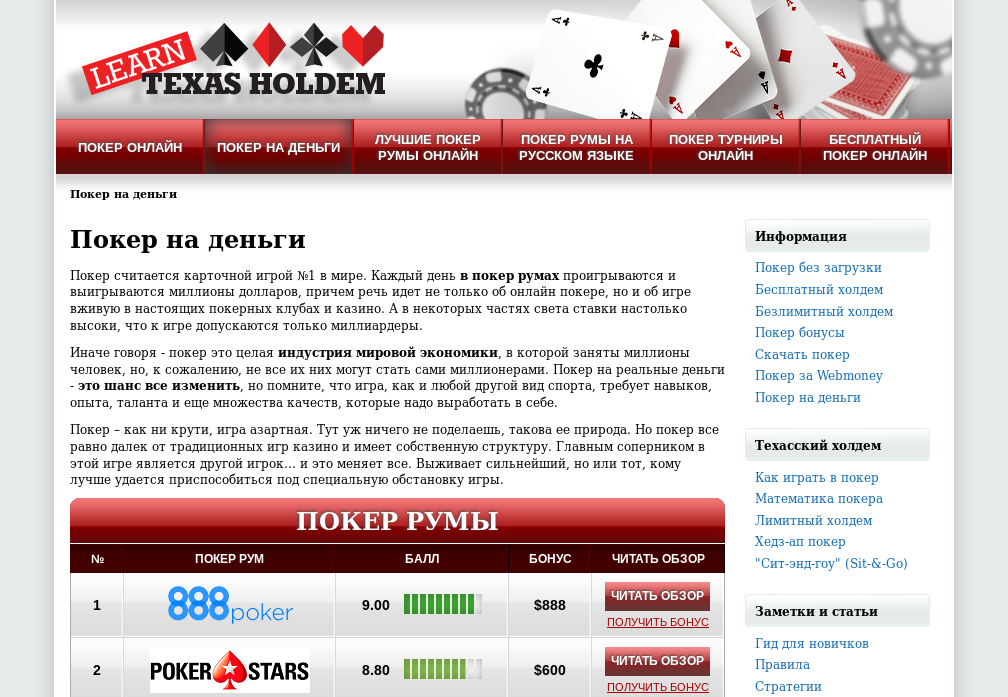 LEARN
TEXAS HOLDEM
A
A
A
A
A
A
A
ПОКЕР ОНЛАЙН
ПОКЕР НА ДЕНЬГИ
ЛУЧШИЕ ПОКЕР
РУМЫ ОНЛАЙН
ПОКЕР РУМЫ НА
РУССКОМ ЯЗЫКЕ
ПОКЕР ТУРНИРЫ
ОНЛАЙН
БЕСПЛАТНЫЙ
ПОКЕР ОНЛАЙН
Покер на деньги
Покер на деньги
Покер считается карточной игрой №1 в мире. Каждый день в покер румах проигрываются и
выигрываются миллионы долларов, причем речь идет не только об онлайн покере, но и об игре
вживую в настоящих покерных клубах и казино. А в некоторых частях света ставки настолько
высоки, что к игре допускаются только миллиардеры.
Иначе говоря - покер это целая индустрия мировой экономики, в которой заняты миллионы
человек, но, к сожалению, не все их них могут стать сами миллионерами. Покер на реальные деньги
- это шанс все изменить, но помните, что игра, как и любой другой вид спорта, требует навыков,
опыта, таланта и еще множества качеств, которые надо выработать в себе.
Покер – как ни крути, игра азартная. Тут уж ничего не поделаешь, такова ее природа. Но покер все
равно далек от традиционных игр казино и имеет собственную структуру. Главным соперником в
этой игре является другой игрок... и это меняет все. Выживает сильнейший, но или тот, кому
лучше удается приспособиться под специальную обстановку игры.
ПОКЕР РУМЫ
№ ПОКЕР РУМ БАЛЛ БОНУС ЧИТАТЬ ОБЗОР
1 888poker 9.00 $888 ЧИТАТЬ ОБЗОР
ПОЛУЧИТЬ БОНУС
2 POKER STARS 8.80 $600 ЧИТАТЬ ОБЗОР
ПОЛУЧИТЬ БОНУС
Информация
Покер без загрузки
Бесплатный холдем
Безлимитный холдем
Покер бонусы
Скачать покер
Покер за Webmoney
Покер на деньги
Техасский холдем
Как играть в покер
Математика покера
Лимитный холдем
Хедз-ап покер
"Сит-энд-гоу" (Sit-&-Go)
Заметки и статьи
Гид для новичков
Правила
Стратегии